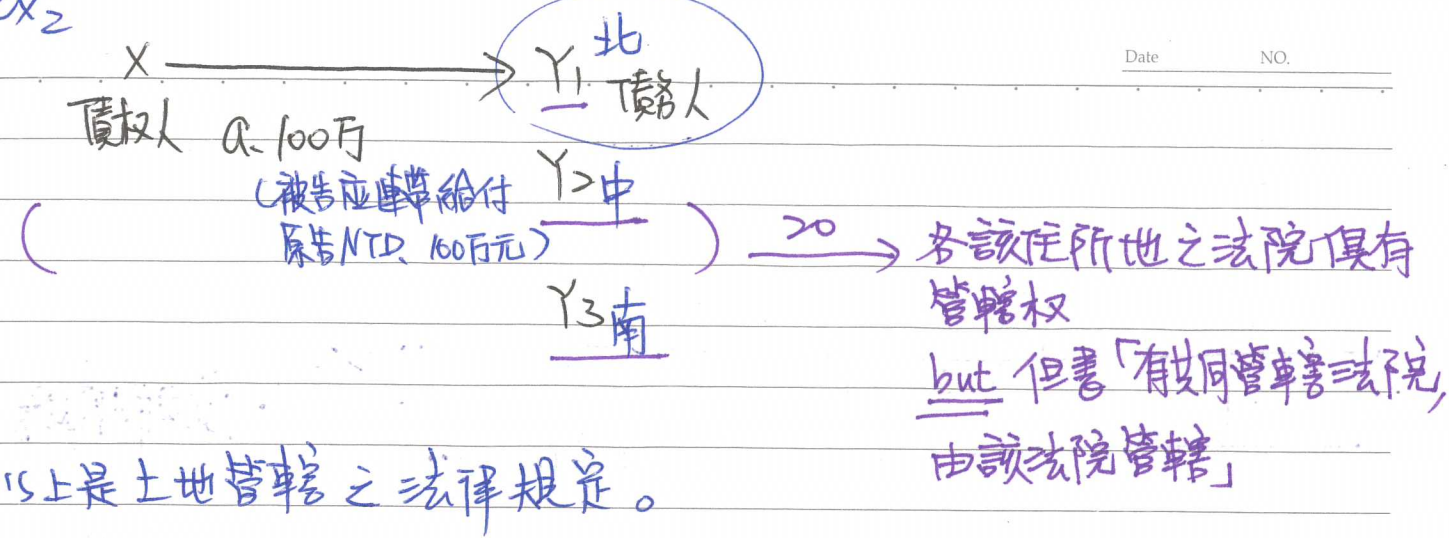 ex2
X → Y1 北
債权人 a.100万 債務人
Date NO.
(被告应連帶給付 Y2 中
原告NTD. 100万元)
Y3 南
( ) 20 → 各該住所地之法院俱有
管轄权
but 但書「有共同管轄法院,
由該法院管轄」
以上是土地管轄之法律規定。